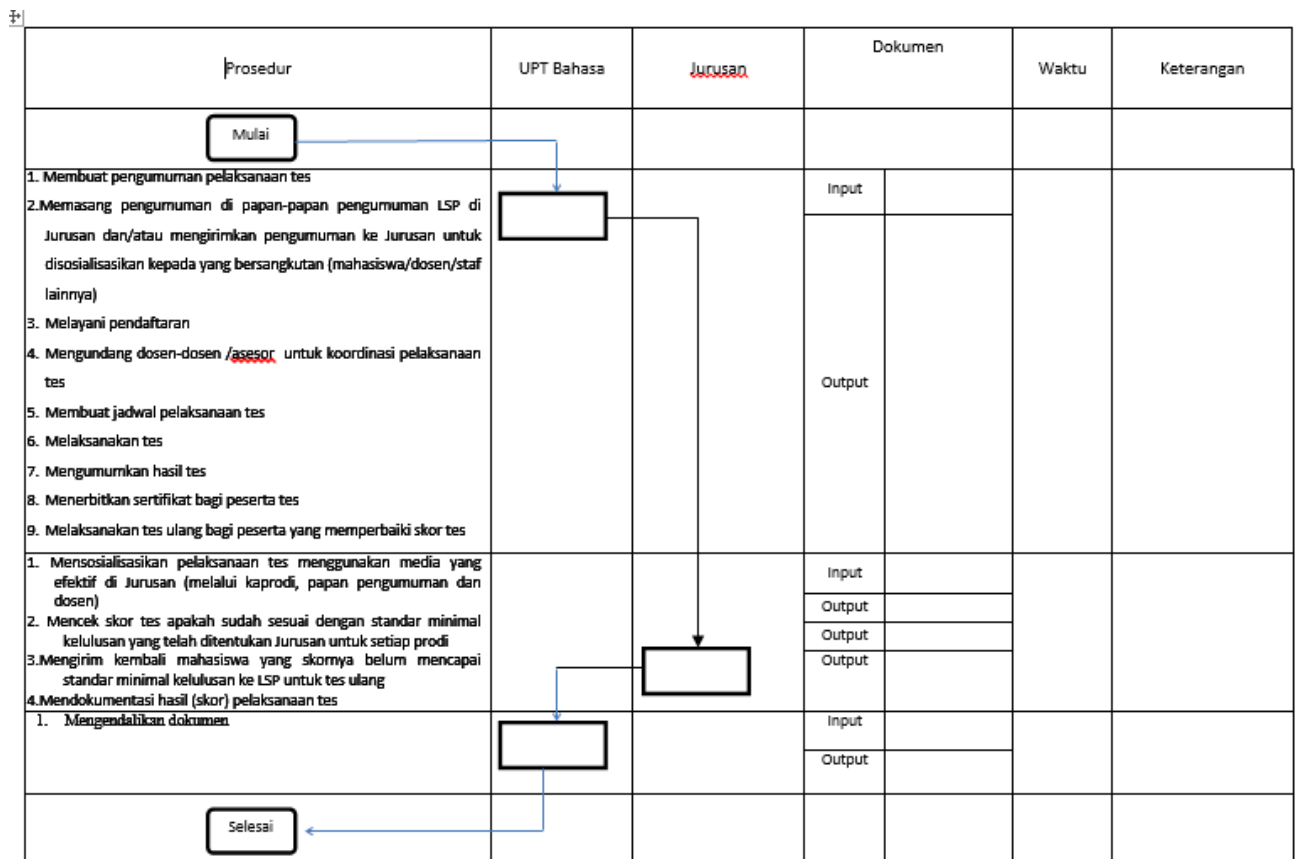 Prosedur
UPT Bahasa
Jurusan
Dokumen
Waktu
Keterangan
Mulai
1. Membuat pengumuman pelaksanaan tes
2.Memasang pengumuman di papan-papan pengumuman LSP di
Jurusan dan/atau mengirimkan pengumuman ke Jurusan untuk
disosialisasikan kepada yang bersangkutan (mahasiswa/dosen/staf
lainnya)
3. Melayani pendaftaran
4. Mengundang dosen-dosen /asesor untuk koordinasi pelaksanaan
tes
5. Membuat jadwal pelaksanaan tes
6. Melaksanakan tes
7. Mengumumkan hasil tes
8. Menerbitkan sertifikat bagi peserta tes
9. Melaksanakan tes ulang bagi peserta yang memperbaiki skor tes
Input
Output
1. Mensosialisasikan pelaksanaan tes menggunakan media yang
efektif di Jurusan (melalui kaprodi, papan pengumuman dan
dosen)
2. Mencek skor tes apakah sudah sesuai dengan standar minimal
kelulusan yang telah ditentukan Jurusan untuk setiap prodi
3.Mengirim kembali mahasiswa yang skornya belum mencapai
standar minimal kelulusan ke LSP untuk tes ulang
4.Mendokumentasi hasil (skor) pelaksanaan tes
Input
Output
Output
Output
1. Mengendalikan dokumen
Input
Output
Selesai